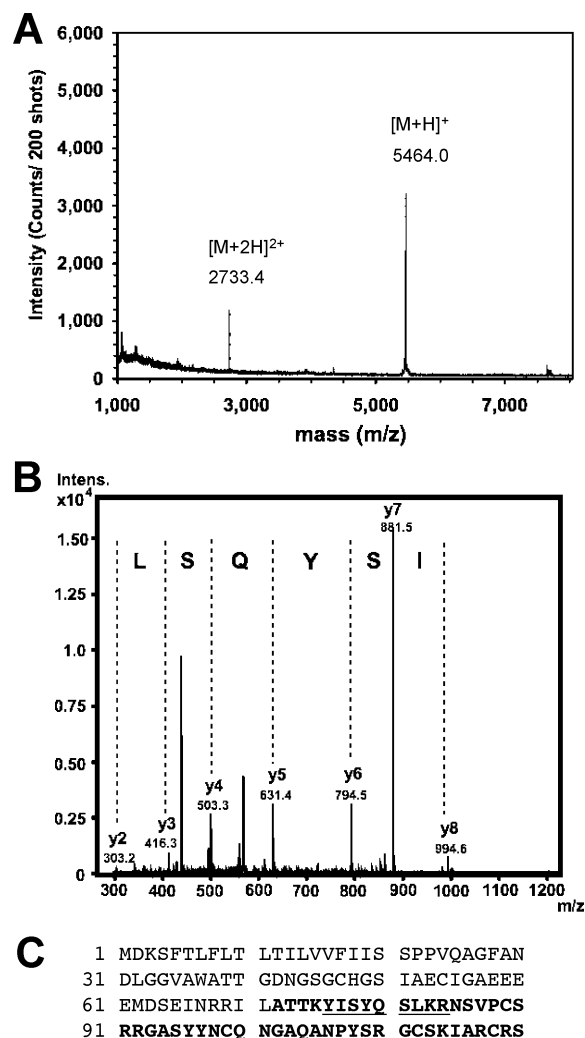 A
6,000
5,000
4,000
3,000
2,000
1,000
0
Intensity (Counts/ 200 shots)
[M+H]+
5464.0
[M+2H]2+
2733.4
1,000 3,000 5,000 7,000
mass (m/z)
B
Intens.
x10⁴
1.50
1.25
1.0
0.75
0.5
0.25
0
y7
881.5
L S Q Y S I
y2
303.2
y3
416.3
y4
503.3
y5
631.4
y6
794.5
y8
994.6
300 400 500 600 700 800 900 1000 1100 1200
m/z
C
1 MDKSFTLFLT LTILVVFIIS SPPVQAGFAN
31 DLGGVAWATT GDNGSGCHGS IAECIGAEEE
61 EMDSEINRRI LATTKYISYQ SLKRNSVPCS
91 RRGASYYNCQ NGAQANPYSR GCSKIARCRS